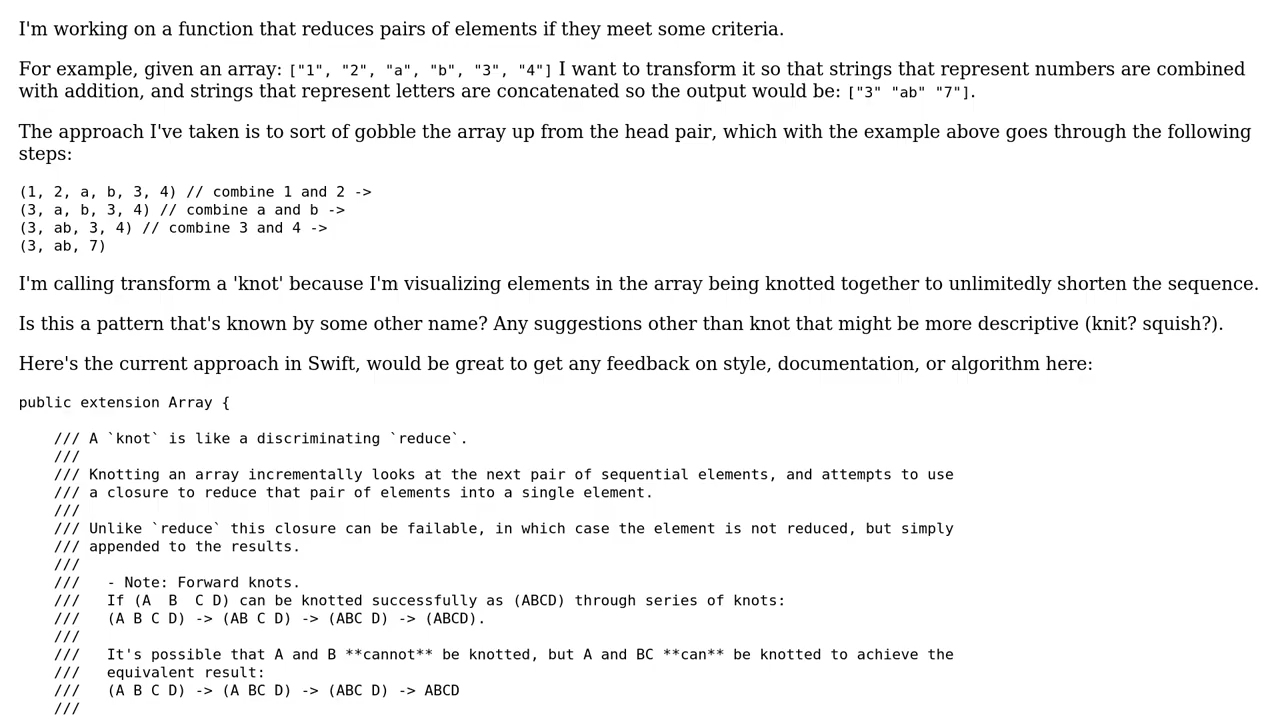 I'm working on a function that reduces pairs of elements if they meet some criteria.
For example, given an array: ["1", "2", "a", "b", "3", "4"] I want to transform it so that strings that represent numbers are combined
with addition, and strings that represent letters are concatenated so the output would be: ["3" "ab" "7"].
The approach I've taken is to sort of gobble the array up from the head pair, which with the example above goes through the following
steps:
(1, 2, a, b, 3, 4) // combine 1 and 2 ->
(3, a, b, 3, 4) // combine a and b ->
(3, ab, 3, 4) // combine 3 and 4 ->
(3, ab, 7)
I'm calling transform a 'knot' because I'm visualizing elements in the array being knotted together to unlimitedly shorten the sequence.
Is this a pattern that's known by some other name? Any suggestions other than knot that might be more descriptive (knit? squish?).
Here's the current approach in Swift, would be great to get any feedback on style, documentation, or algorithm here:
public extension Array {
    /// A `knot` is like a discriminating `reduce`.
    ///
    /// Knotting an array incrementally looks at the next pair of sequential elements, and attempts to use
    /// a closure to reduce that pair of elements into a single element.
    ///
    /// Unlike `reduce` this closure can be failable, in which case the element is not reduced, but simply
    /// appended to the results.
    ///
    ///   - Note: Forward knots.
    ///   If (A  B  C D) can be knotted successfully as (ABCD) through series of knots:
    ///   (A B C D) -> (AB C D) -> (ABC D) -> (ABCD).
    ///
    ///   It's possible that A and B **cannot** be knotted, but A and BC **can** be knotted to achieve the
    ///   equivalent result:
    ///   (A B C D) -> (A BC D) -> (ABC D) -> ABCD
    ///